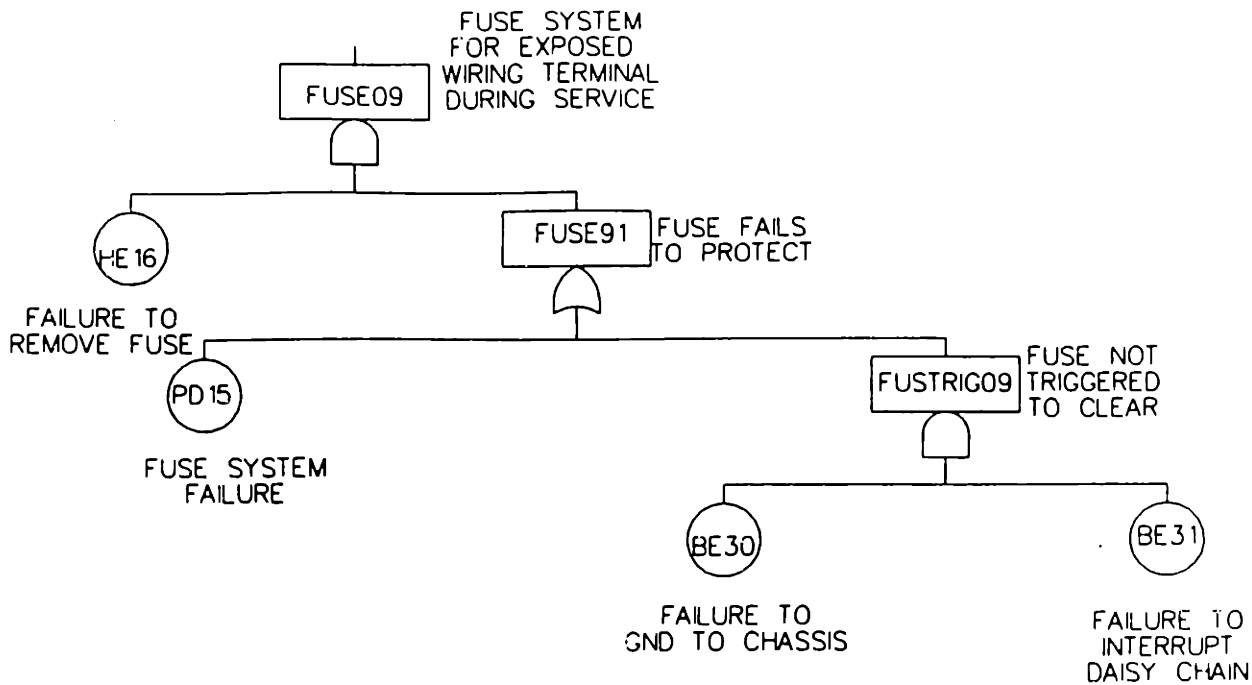 FUSE SYSTEM
FOR EXPOSED
WIRING TERMINAL
DURING SERVICE
FUSE09
HE16
FAILURE TO
REMOVE FUSE
FUSE91
FUSE FAILS
TO PROTECT
PD15
FUSE SYSTEM
FAILURE
FUSTRIG09
FUSE NOT
TRIGGERED
TO CLEAR
BE30
FAILURE TO
GND TO CHASSIS
BE31
FAILURE TO
INTERRUPT
DAISY CHAIN